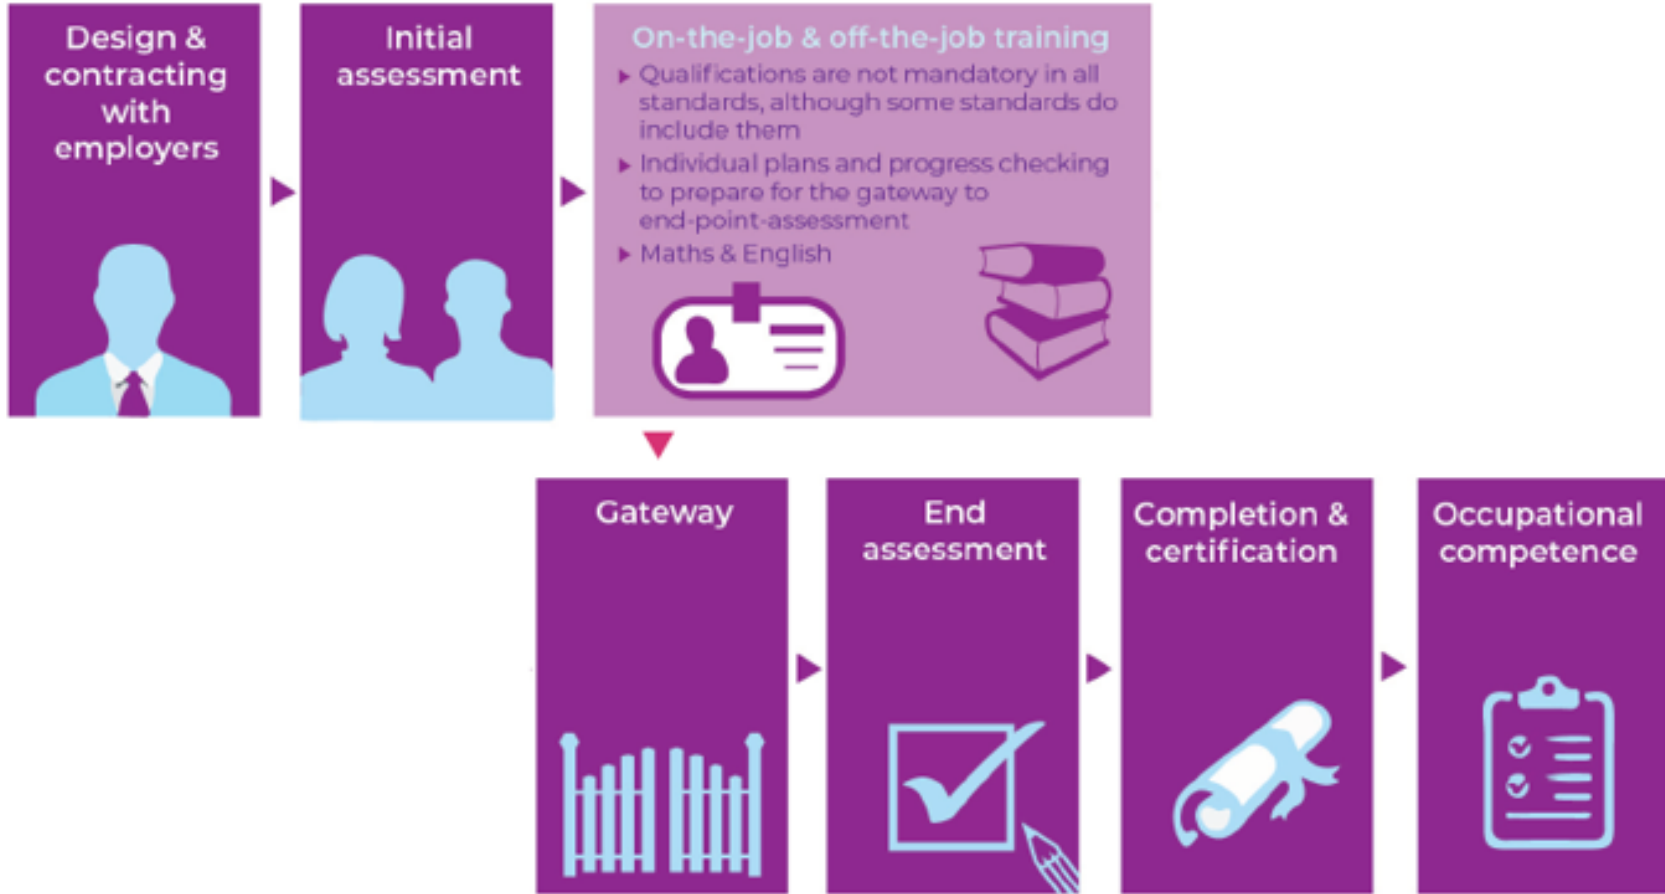 Design &
contracting
with
employers
Initial
assessment
On-the-job & off-the-job training
Qualifications are not mandatory in all
standards, although some standards do
include them
Individual plans and progress checking
to prepare for the gateway to
end-point-assessment
Maths & English
Gateway
End
assessment
Completion &
certification
Occupational
competence